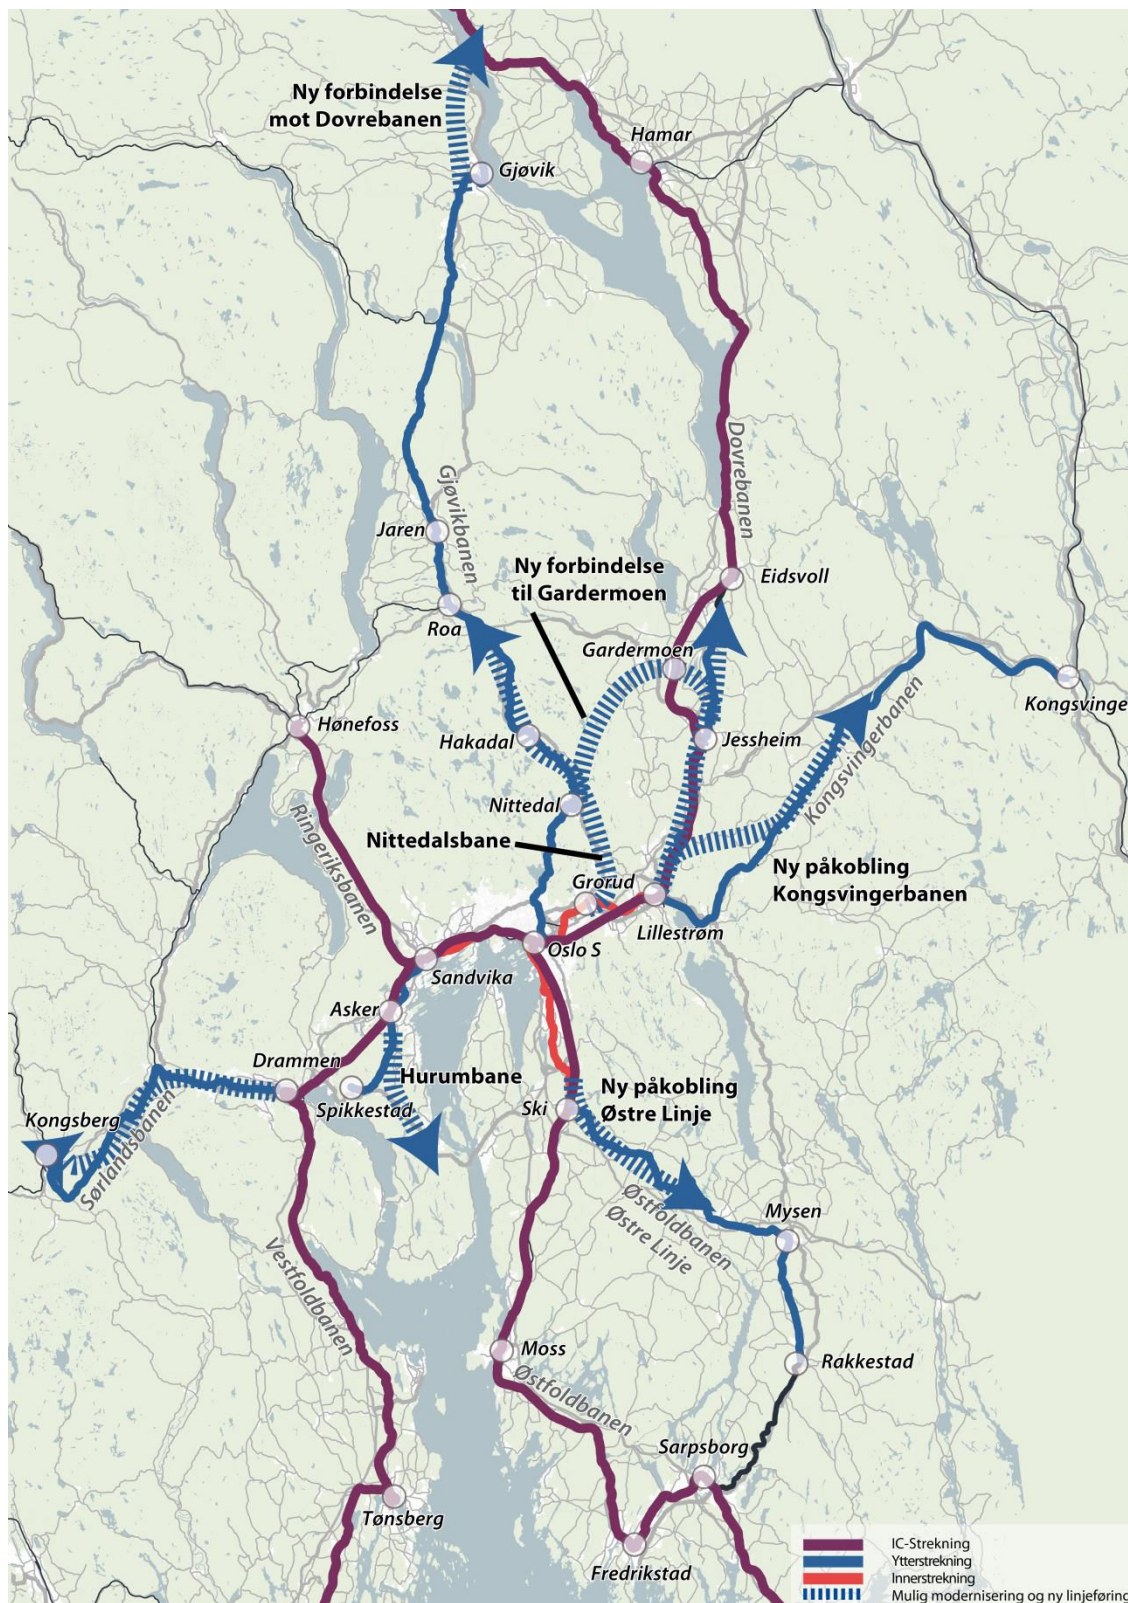 Ny forbindelse
mot Dovrebanen
Hamar
Gjøvik
Dovrebanen
Gjøvikbanen
Jaren
Ny forbindelse
til Gardermoen
Eidsvoll
Roa
Gardermoen
Kongsvinge
Hønefoss
Hakadal
Jessheim
Kongsvingerbanen
Nittedal
Ringeriksbanen
Nittedalsbane
Grorud
Ny påkobling
Kongsvingerbanen
Lillestrøm
Oslo S
Sandvika
Asker
Drammen
Hurumbane
Ny påkobling
Østre Linje
Spikkestad
Ski
Kongsberg
Sørlandsbanen
Østfoldbanen
Østre Linje
Mysen
Vestfoldbanen
Moss
Rakkestad
Østfoldbanen
Sarpsborg
Tønsberg
Fredrikstad
IC-Strekning
Ytterstrekning
Innerstrekning
Mulig modernisering og ny linjeføring